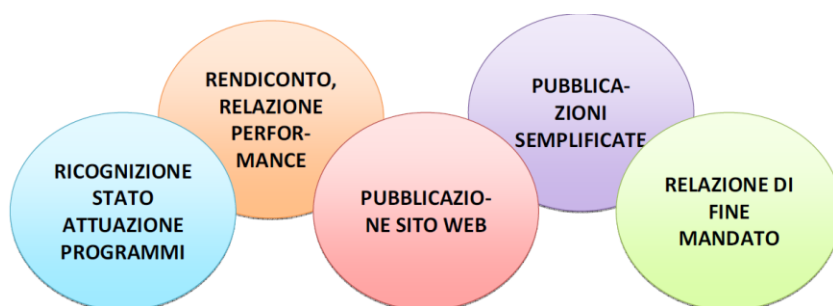 RICOGNIZIONE
STATO
ATTUAZIONE
PROGRAMMI
RENDICONTO,
RELAZIONE
PERFOR-
MANCE
PUBBLICAZIO-
NE SITO WEB
PUBBLICA-
ZIONI
SEMPLIFICATE
RELAZIONE DI
FINE
MANDATO